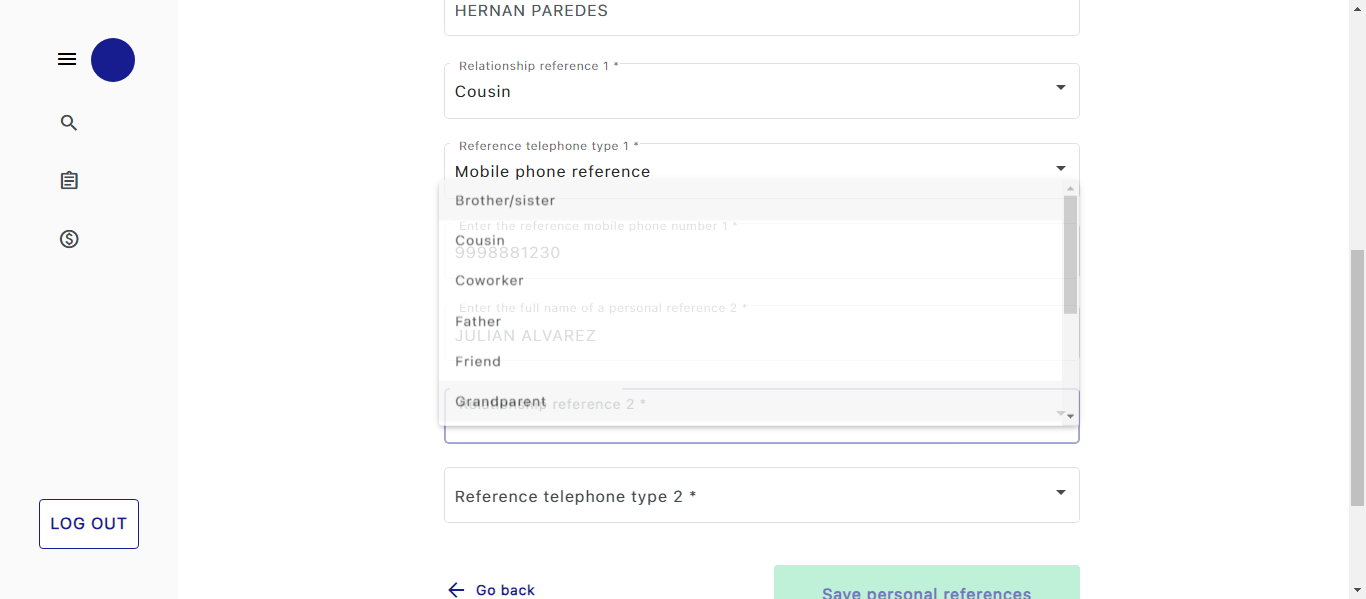 HERNAN PAREDES
Relationship reference 1 *
Cousin
Reference telephone type 1 *
Mobile phone reference
Brother/sister
Enter the reference mobile phone number 1 *
Cousin
9998881230
Coworker
Enter the full name of a personal reference 2 *
Father
JULIAN ALVAREZ
Friend
Grandparent
Relationship reference 2 *
Reference telephone type 2 *
LOG OUT
Go back
Save personal references